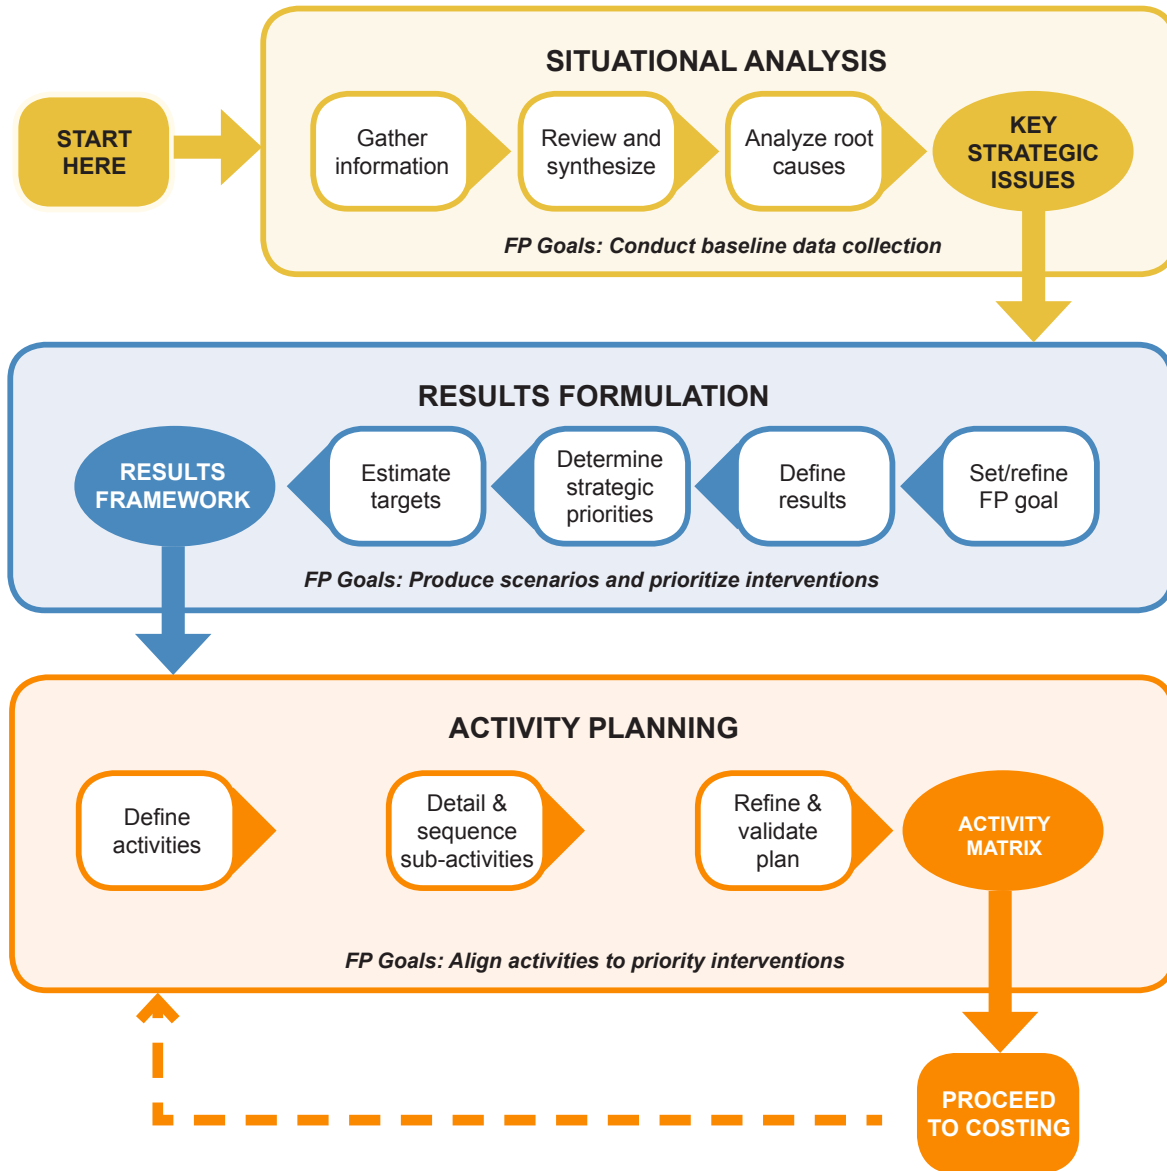 START
HERE
SITUATIONAL ANALYSIS
Gather
information
Review and
synthesize
Analyze root
causes
KEY
STRATEGIC
ISSUES
FP Goals: Conduct baseline data collection
RESULTS FORMULATION
RESULTS
FRAMEWORK
Estimate
targets
Determine
strategic
priorities
Define
results
Set/refine
FP goal
FP Goals: Produce scenarios and prioritize interventions
ACTIVITY PLANNING
Define
activities
Detail &
sequence
sub-activities
Refine &
validate
plan
ACTIVITY
MATRIX
FP Goals: Align activities to priority interventions
PROCEED
TO COSTING